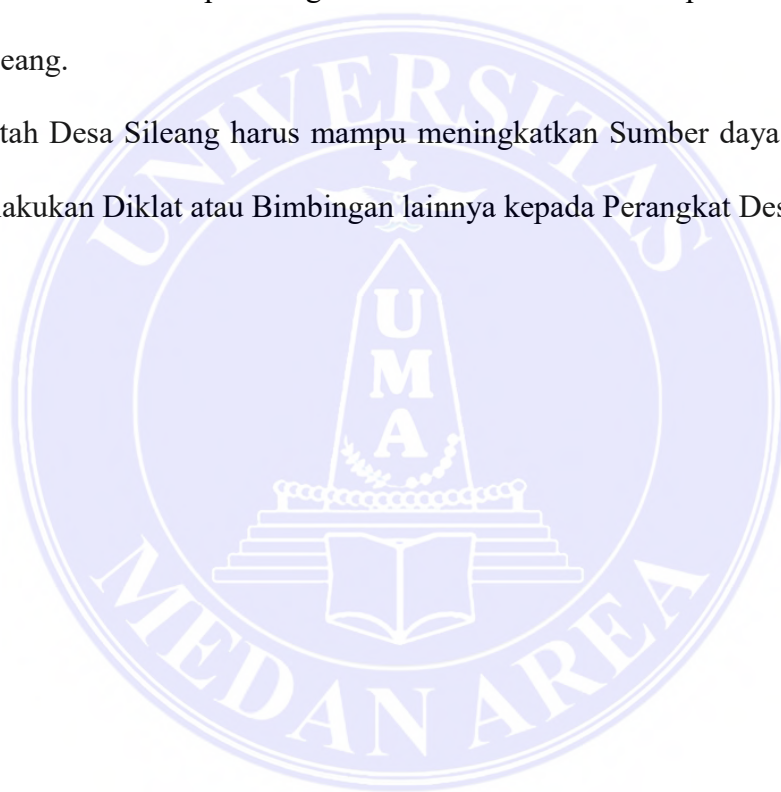 eang.
tah Desa Sileang harus mampu meningkatkan Sumber daya
lakukan Diklat atau Bimbingan lainnya kepada Perangkat Des
UNIVERSITAS
UMA
MEDAN AREA